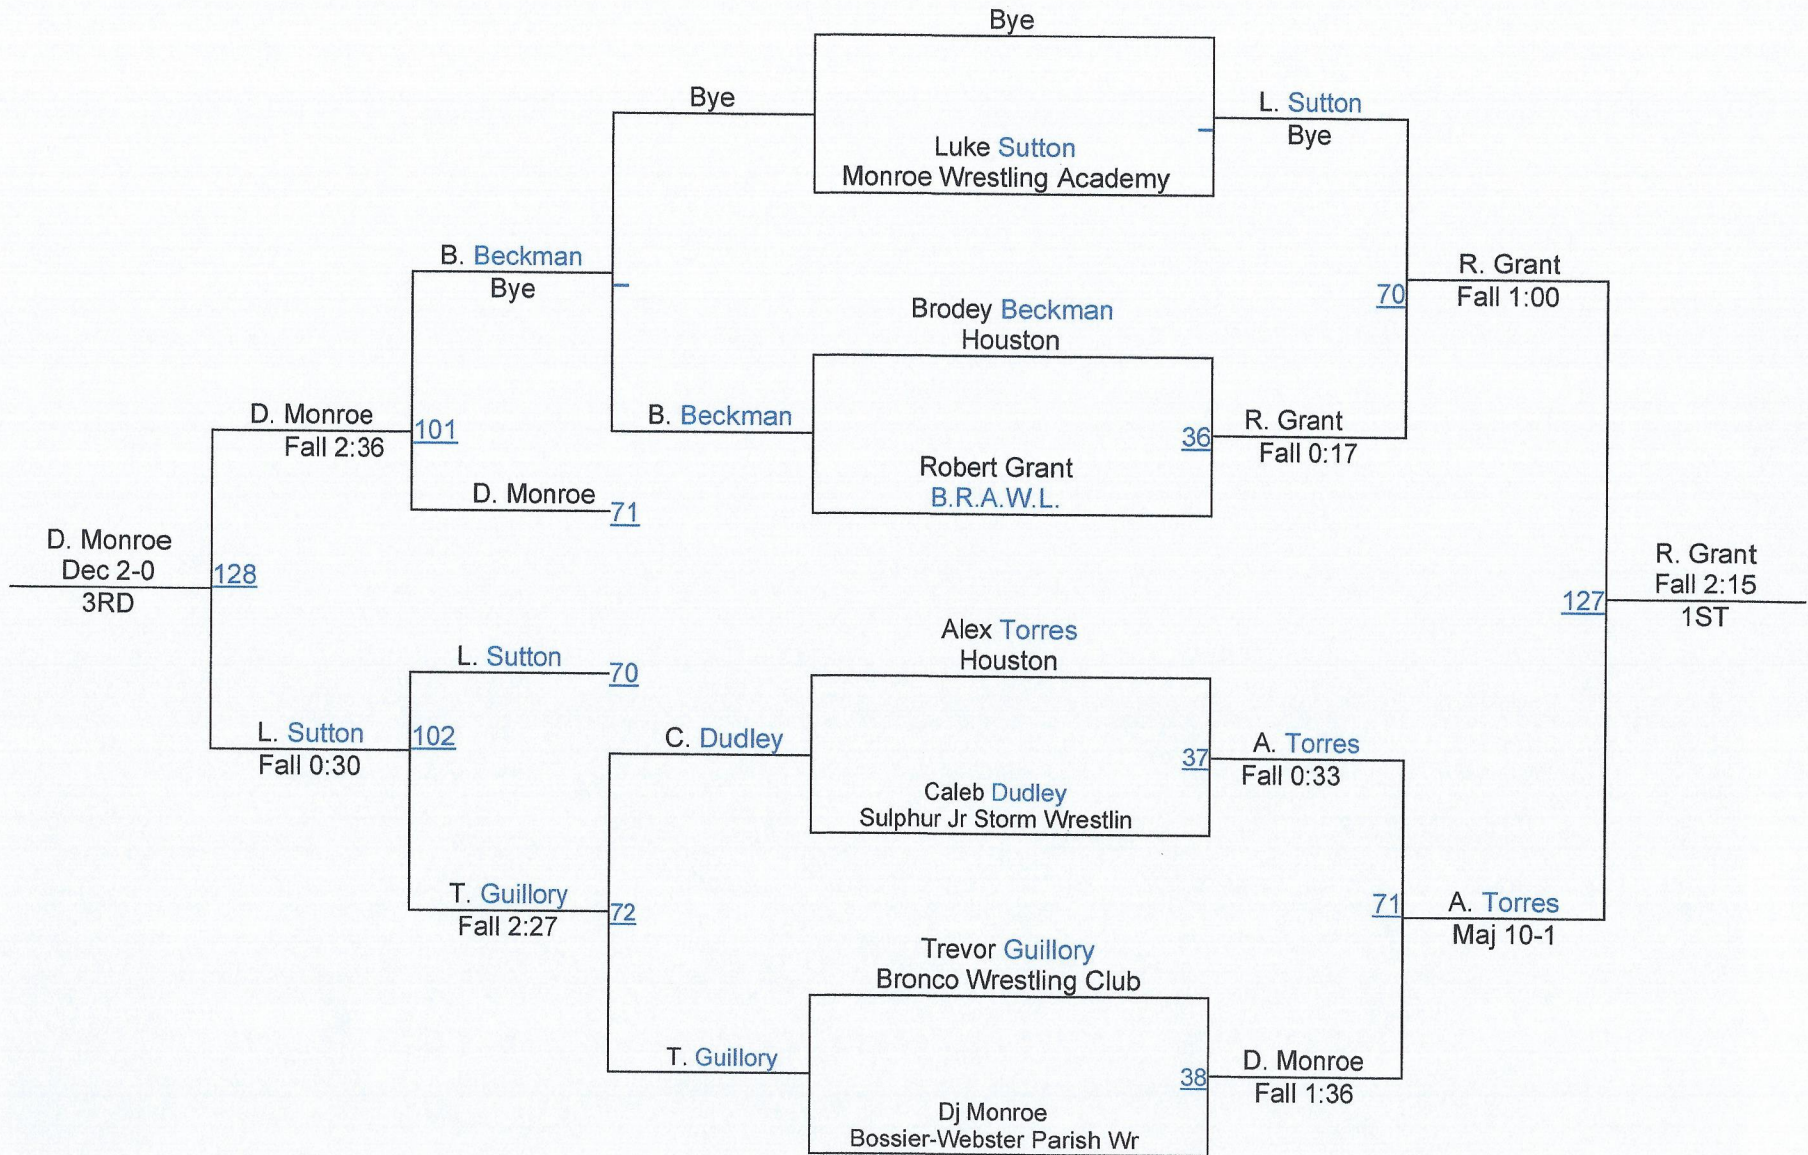 Bye
Bye
L. Sutton
Bye
Luke Sutton
Monroe Wrestling Academy
B. Beckman
Bye
R. Grant
Fall 1:00
70
Brodey Beckman
Houston
D. Monroe
Fall 2:36
101
B. Beckman
36
R. Grant
Fall 0:17
Robert Grant
B.R.A.W.L.
D. Monroe
71
D. Monroe
Dec 2-0
3RD
128
R. Grant
Fall 2:15
1ST
127
Alex Torres
Houston
L. Sutton
70
L. Sutton
Fall 0:30
102
C. Dudley
37
A. Torres
Fall 0:33
Caleb Dudley
Sulphur Jr Storm Wrestlin
T. Guillory
Fall 2:27
72
71
A. Torres
Maj 10-1
Trevor Guillory
Bronco Wrestling Club
T. Guillory
38
D. Monroe
Fall 1:36
Dj Monroe
Bossier-Webster Parish Wr